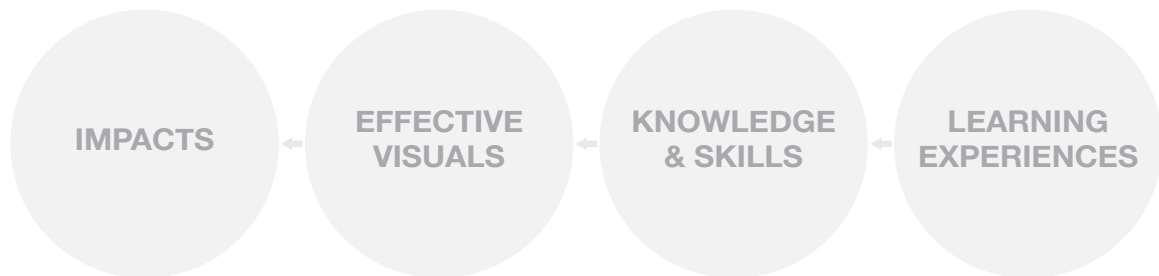 IMPACTS
EFFECTIVE
VISUALS
KNOWLEDGE
& SKILLS
LEARNING
EXPERIENCES